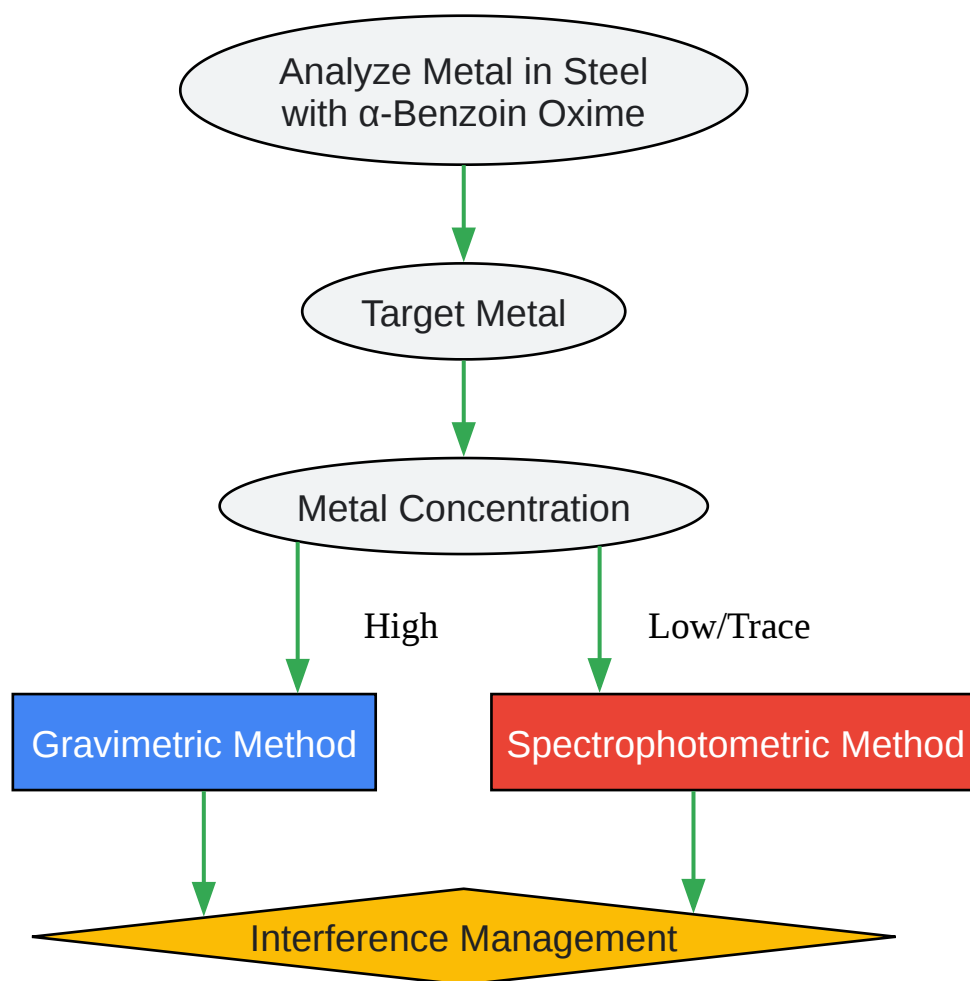 Analyze Metal in Steel
with α-Benzoin Oxime
Target Metal
Metal Concentration
High
Low/Trace
Gravimetric Method
Spectrophotometric Method
Interference Management